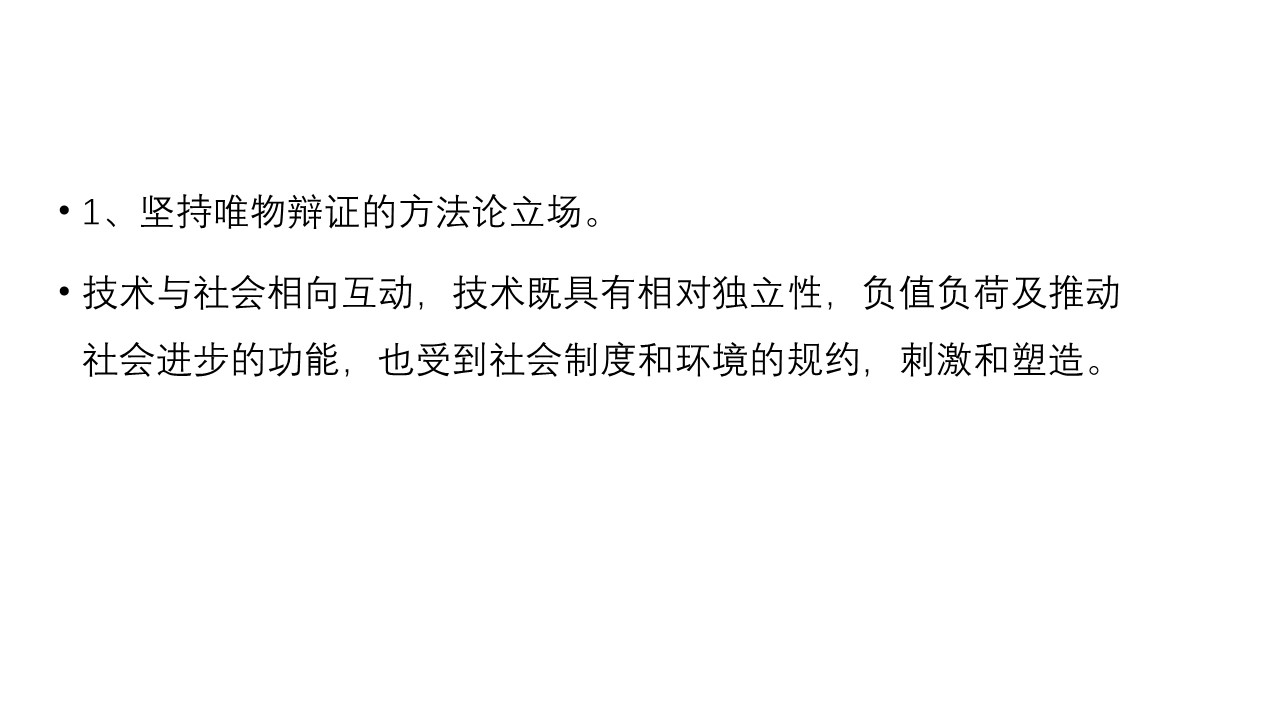 • 1、坚持唯物辩证的方法论立场。
• 技术与社会相向互动，技术既具有相对独立性，负值负荷及推动
社会进步的功能，也受到社会制度和环境的规约，刺激和塑造。